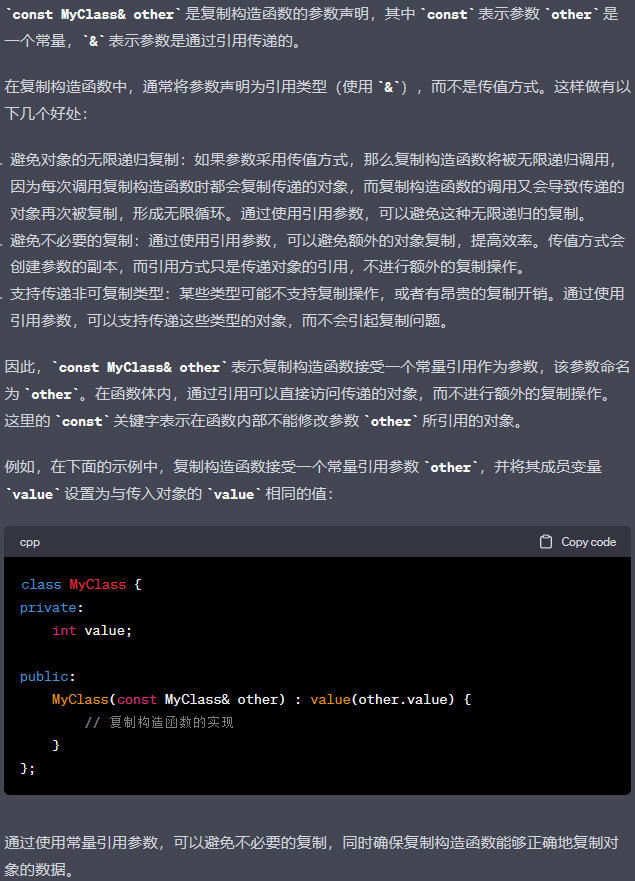 `const MyClass& other` 是复制构造函数的参数声明，其中 `const` 表示参数 `other` 是
一个常量，`&` 表示参数是通过引用传递的。
在复制构造函数中，通常将参数声明为引用类型（使用 `&`），而不是传值方式。这样做有以
下几个好处：
. 避免对象的无限递归复制：如果参数采用传值方式，那么复制构造函数将被无限递归调用，
因为每次调用复制构造函数时都会复制传递的对象，而复制构造函数的调用又会导致传递的
对象再次被复制，形成无限循环。通过使用引用参数，可以避免这种无限递归的复制。
. 避免不必要的复制：通过使用引用参数，可以避免额外的对象复制，提高效率。传值方式会
创建参数的副本，而引用方式只是传递对象的引用，不进行额外的复制操作。
. 支持传递非可复制类型：某些类型可能不支持复制操作，或者有昂贵的复制开销。通过使用
引用参数，可以支持传递这些类型的对象，而不会引起复制问题。
因此，`const MyClass& other` 表示复制构造函数接受一个常量引用作为参数，该参数命名
为 `other`。在函数体内，通过引用可以直接访问传递的对象，而不进行额外的复制操作。
这里的 `const` 关键字表示在函数内部不能修改参数 `other` 所引用的对象。
例如，在下面的示例中，复制构造函数接受一个常量引用参数 `other`，并将其成员变量
`value` 设置为与传入对象的 `value` 相同的值：
cpp Copy code
class MyClass {
private:
    int value;
public:
    MyClass(const MyClass& other) : value(other.value) {
        // 复制构造函数的实现
    }
};
通过使用常量引用参数，可以避免不必要的复制，同时确保复制构造函数能够正确地复制对
象的数据。